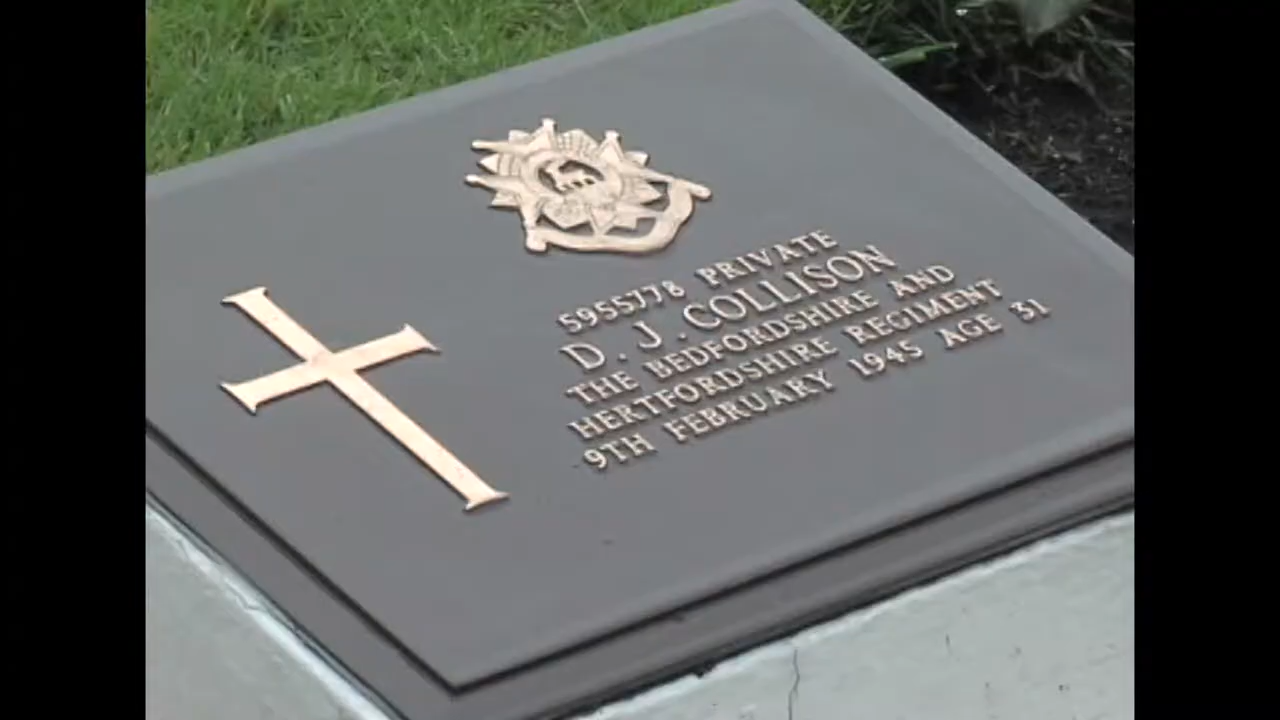 5955778 PRIVATE
D. J. COLLISON
THE BEDFORDSHIRE AND
HERTFORDSHIRE REGIMENT
9TH FEBRUARY 1945 AGE 31